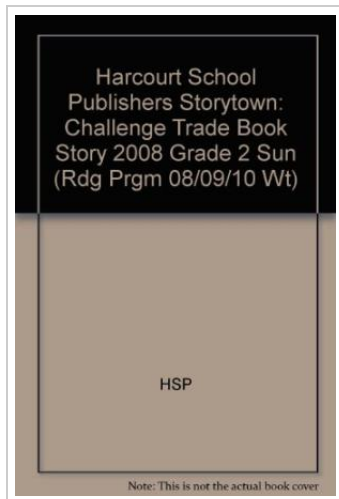 Harcourt School
Publishers Storytown:
Challenge Trade Book
Story 2008 Grade 2 Sun
(Rdg Prgm 08/09/10 Wt)
HSP
Note: This is not the actual book cover